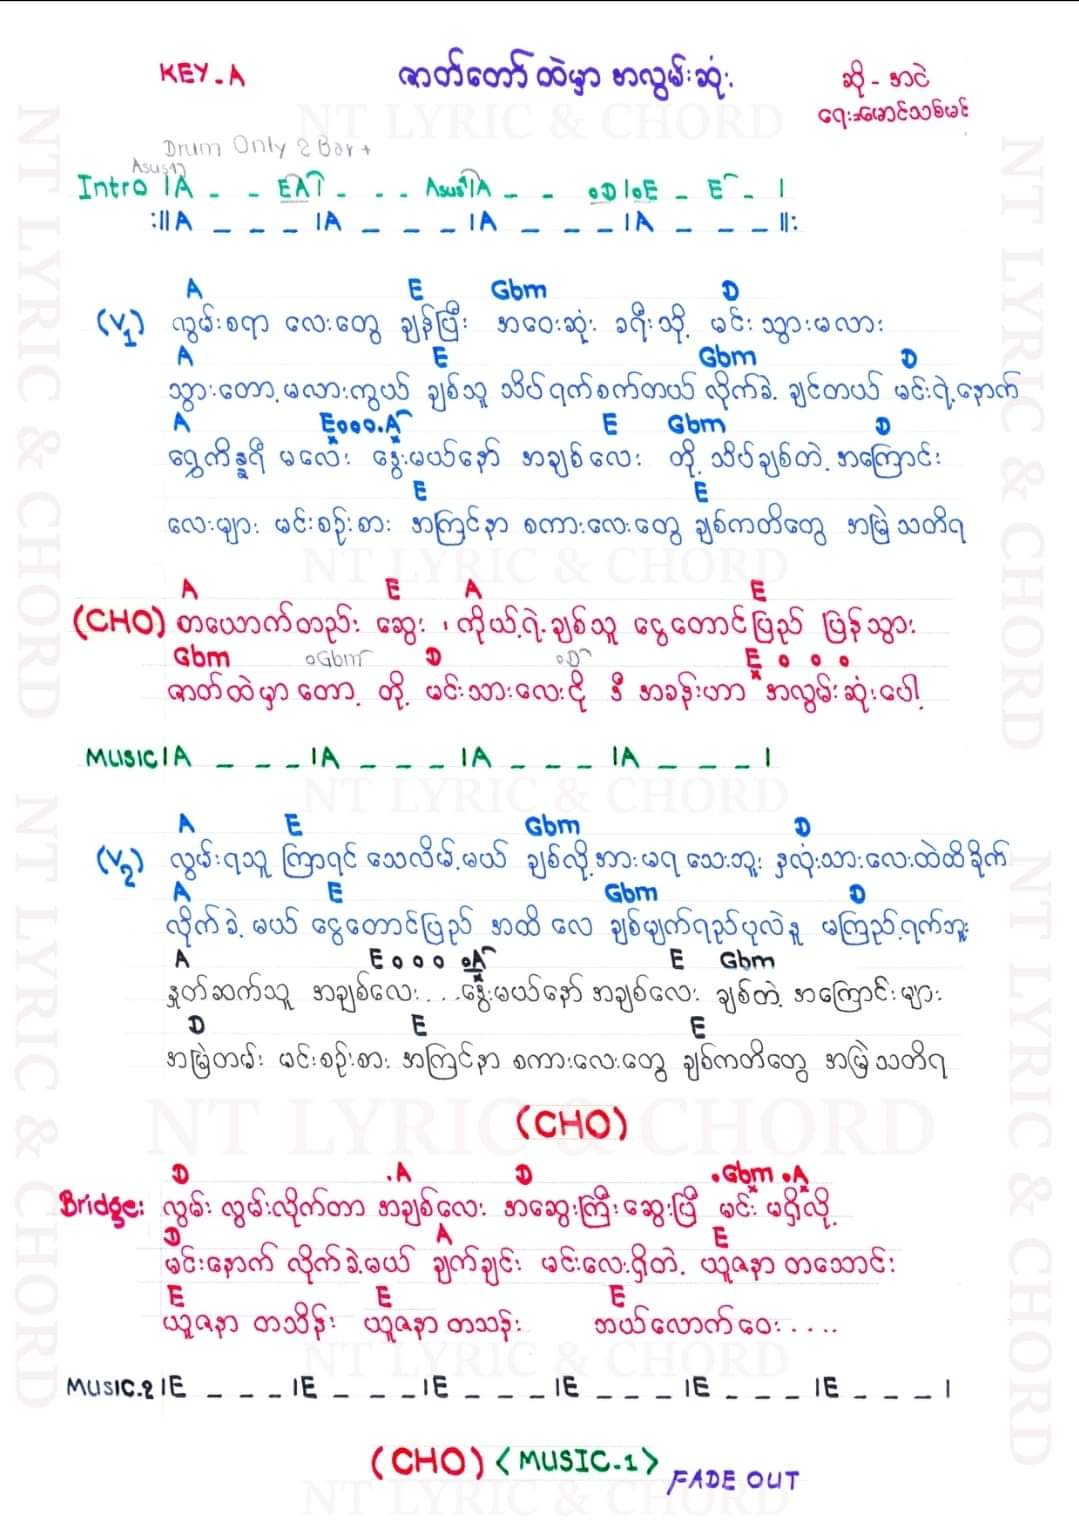 KEY-A
ဇာတ်တော်ထဲမှာ အလွမ်းဆုံး
ဆို - အငဲ
ရေး-မောင်သစ်မင်း
Drum Only 2 Bar +
Asus4
Intro |A _ _ EA _ _ _ Asus4|A _ _ oD|oE _ E _ |
:||A _ _ _ |A _ _ _ |A _ _ _ |A _ _ _ ||:
A E Gbm D
(V1) လွမ်းစရာ လေးတွေ ချန်ပြီး အဝေးဆုံး ခရီးသို့ မင်း သွားမလား
A E Gbm D
သွားတော့မလားကွယ် ချစ်သူ သိပ်ရက်စက်တယ် လိုက်ခဲ့ ချင်တယ် မင်းရဲ့နောက်
A Eooo.A E Gbm D
ရွှေကိန္နရီ မလေး နွေးမယ်နော် အချစ်လေး တို့ သိပ်ချစ်တဲ့ အကြောင်း
E E
လေးများ မင်းစဉ်းစား အကြင်နာ စကားလေးတွေ ချစ်ကတိတွေ အမြဲ သတိရ
A E A E
(CHO) တယောက်တည်း ဆွေး ၊ ကိုယ့်ရဲ့ချစ်သူ ငွေတောင်ပြည် ပြန်သွား
Gbm oGbm D oD E o o o
ဇာတ်ထဲမှာတော့ တို့ မင်းသားလေးငို ဒီ အခန်းဟာ အလွမ်းဆုံးပေါ့
MUSIC|A _ _ _ |A _ _ _ |A _ _ _ |A _ _ _ |
A E Gbm D
(V2) လွမ်းရသူ ကြာရင် သေလိမ့်မယ် ချစ်လို့အားမရ သေးဘူး နှလုံးသားလေးထဲထိခိုက်
A E Gbm D
လိုက်ခဲ့ မယ် ငွေတောင်ပြည် အထိ လေ ချစ်မျက်ရည်ပုလဲနူ မကြည့်ရက်ဘူး
A E o o o oA E Gbm
နှုတ်ဆက်သူ အချစ်လေး...နွေးမယ်နော် အချစ်လေး ချစ်တဲ့ အကြောင်းများ
D E E
အမြဲတမ်း မင်းစဉ်းစား အကြင်နာ စကားလေးတွေ ချစ်ကတိတွေ အမြဲသတိရ
(CHO)
D .A D .Gbm .A
Bridge: လွမ်း လွမ်းလိုက်တာ အချစ်လေး အဆွေးကြီးဆွေးပြီ မင်း မရှိလို့
D A E
မင်းနောက် လိုက်ခဲ့မယ် ချက်ချင်း မင်းလေးရှိတဲ့ ယူဇနာ တသောင်း
E E E
ယူဇနာ တသိန်း ယူဇနာ တသန်း ဘယ်လောက်ဝေး....
MUSIC.2|E _ _ _ |E _ _ _ |E _ _ _ |E _ _ _ |E _ _ _ |E _ _ _ |
(CHO) <MUSIC.1> FADE OUT
NT LYRIC & CHORD